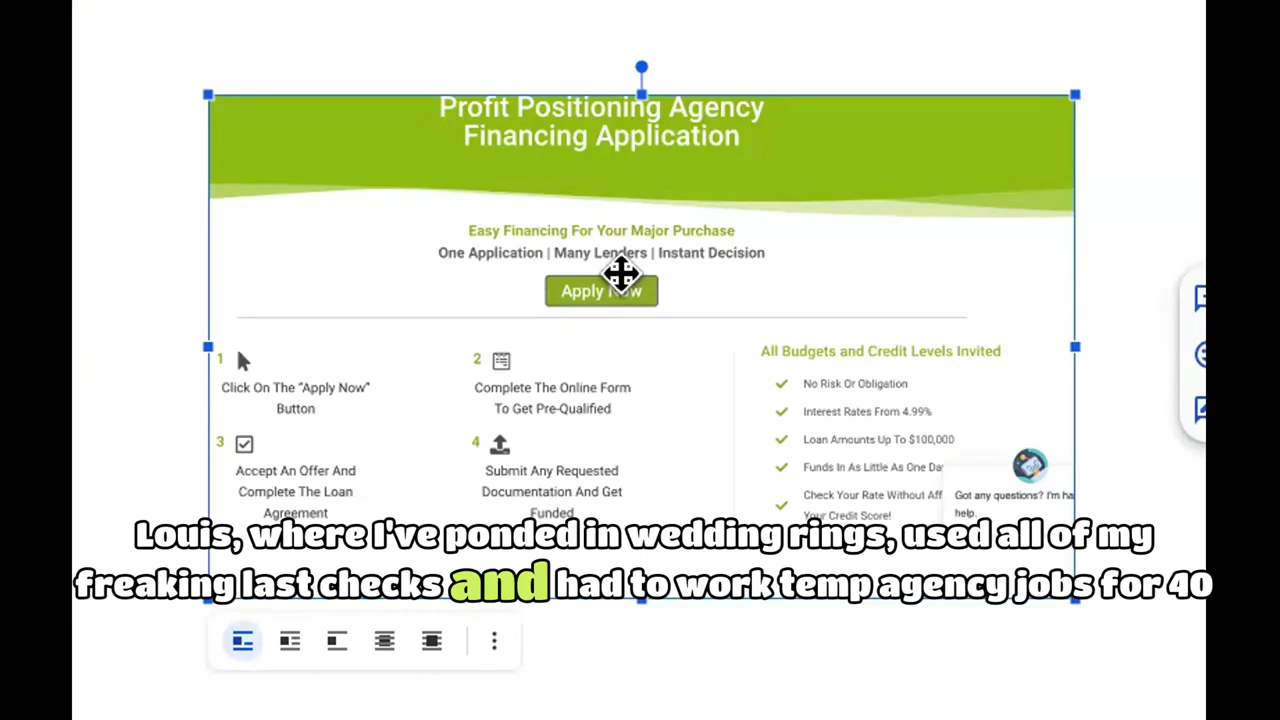 Profit Positioning Agency
Financing Application
Easy Financing For Your Major Purchase
One Application | Many Lenders | Instant Decision
Apply Now
1
Click On The “Apply Now”
Button
2
Complete The Online Form
To Get Pre-Qualified
3
Accept An Offer And
Complete The Loan
Agreement
4
Submit Any Requested
Documentation And Get
Funded
All Budgets and Credit Levels Invited
No Risk Or Obligation
Interest Rates From 4.99%
Loan Amounts Up To $100,000
Funds In As Little As One Day
Check Your Rate Without Aff
Your Credit Score!
Got any questions? I'm ha
help.
Louis, where I've ponded in wedding rings, used all of my
freaking last checks and had to work temp agency jobs for 40